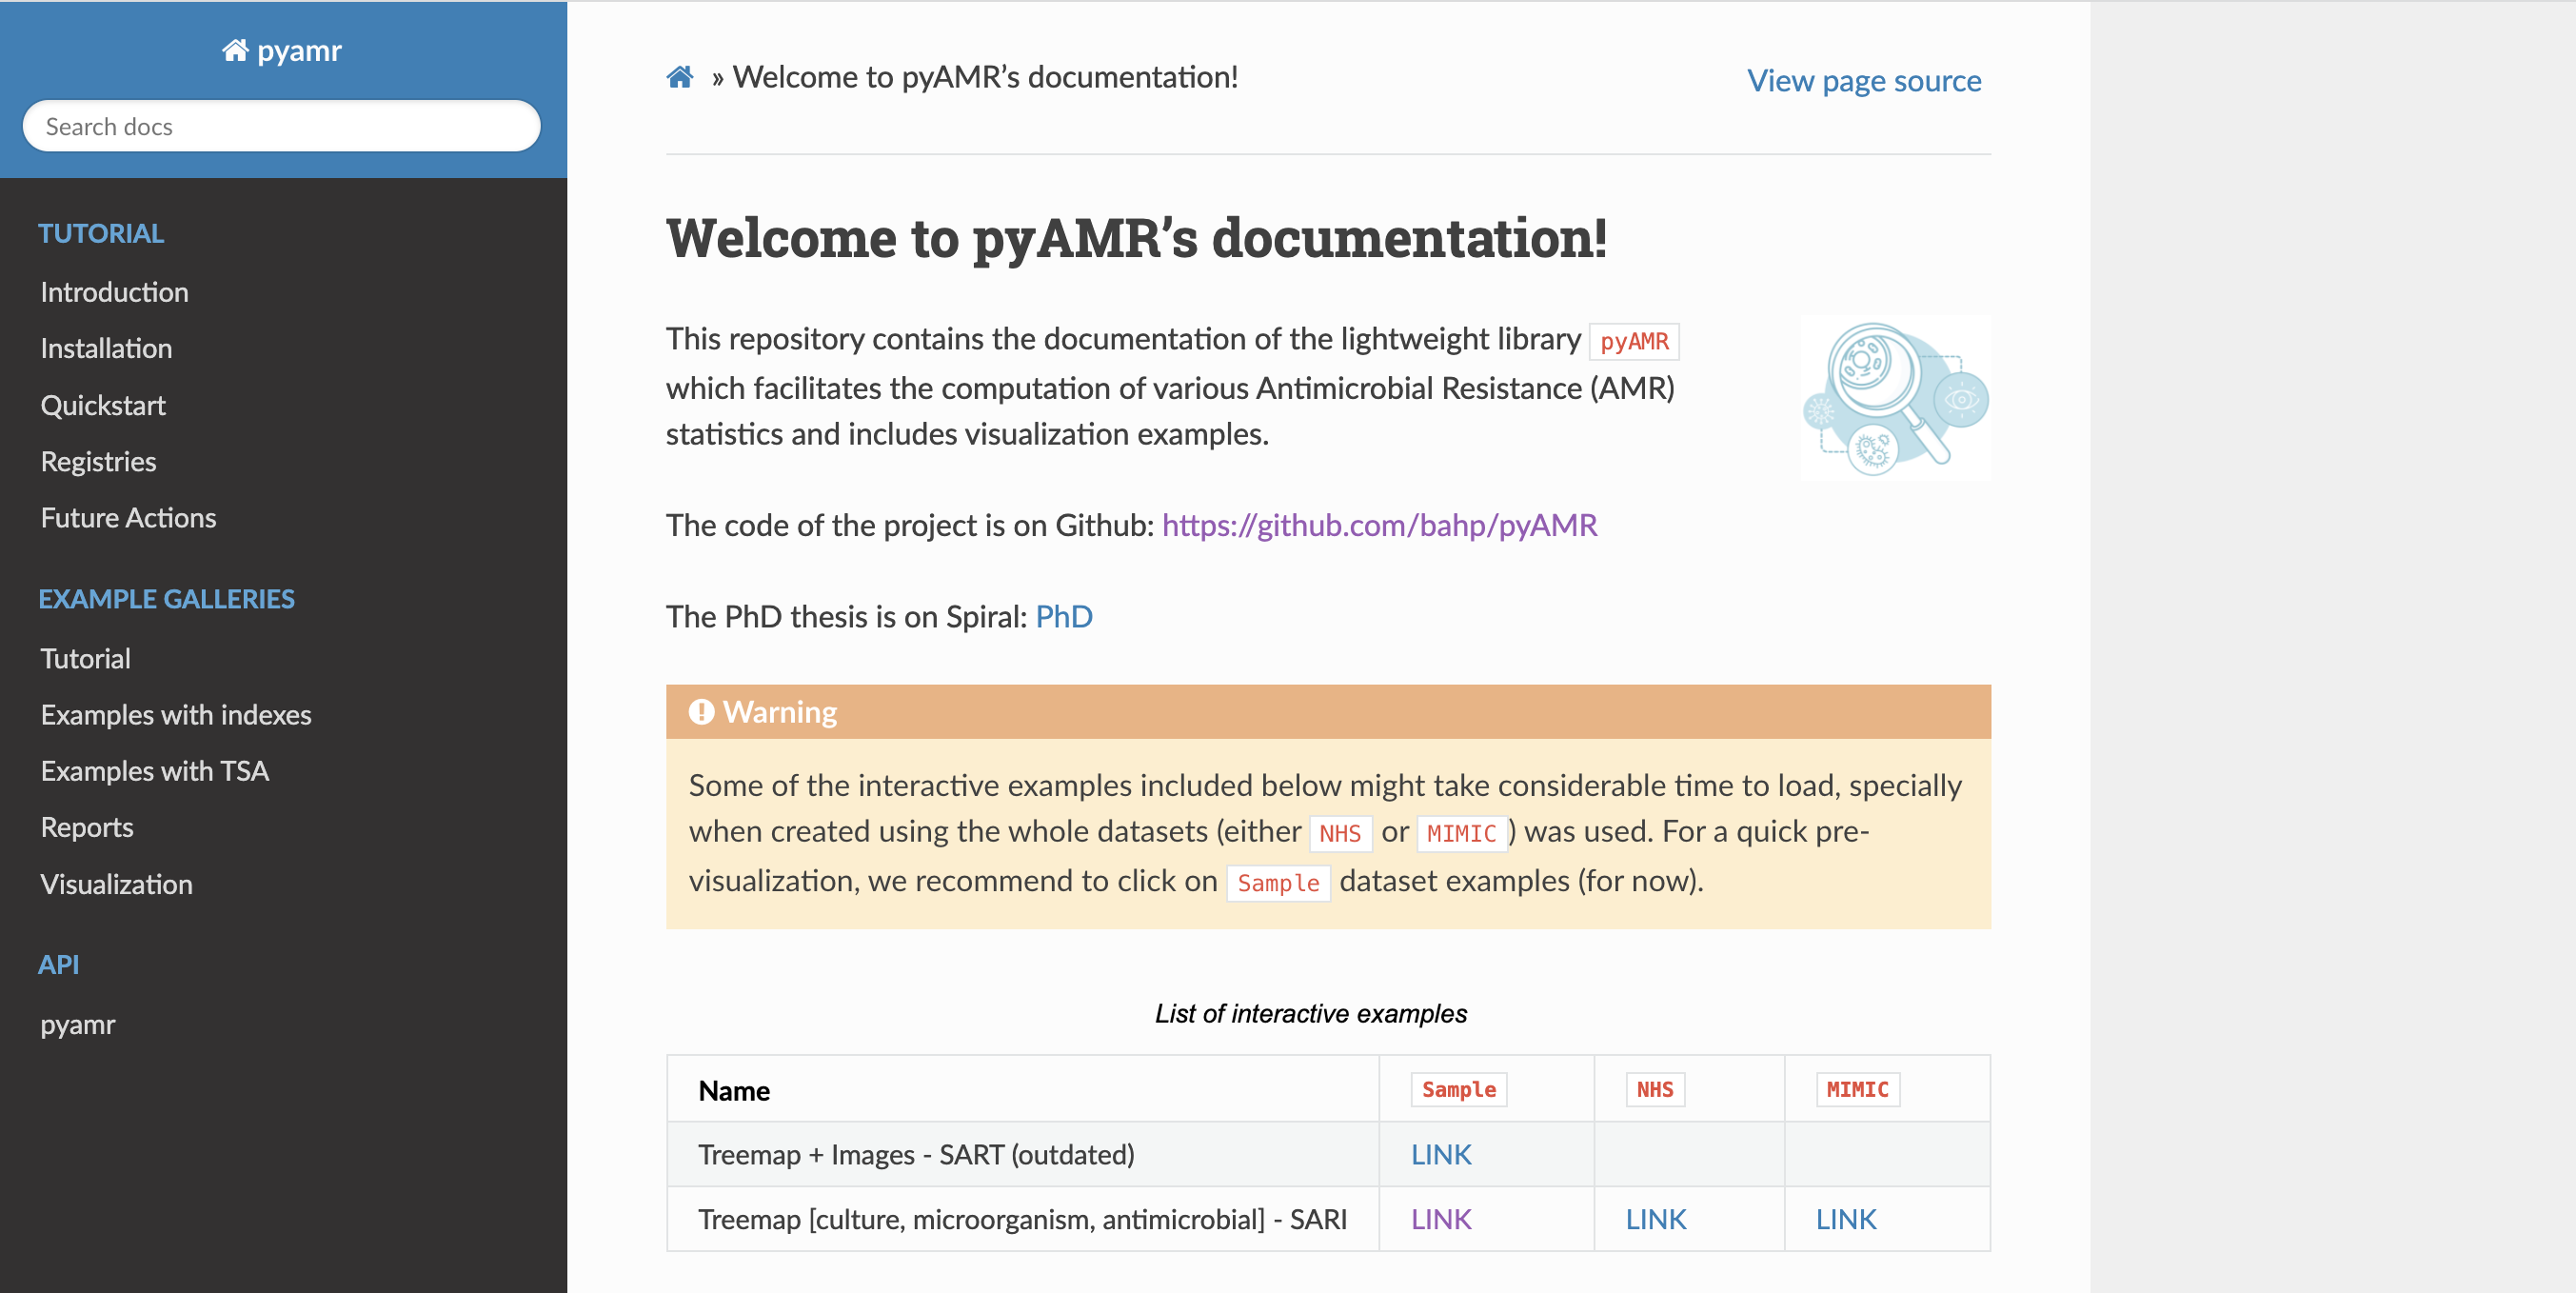 pyamr
Search docs
TUTORIAL
Introduction
Installation
Quickstart
Registries
Future Actions
EXAMPLE GALLERIES
Tutorial
Examples with indexes
Examples with TSA
Reports
Visualization
API
pyamr
» Welcome to pyAMR’s documentation!
View page source
Welcome to pyAMR’s documentation!
This repository contains the documentation of the lightweight library pyAMR
which facilitates the computation of various Antimicrobial Resistance (AMR)
statistics and includes visualization examples.
The code of the project is on Github: https://github.com/bahp/pyAMR
The PhD thesis is on Spiral: PhD
Warning
Some of the interactive examples included below might take considerable time to load, specially
when created using the whole datasets (either NHS or MIMIC) was used. For a quick pre-
visualization, we recommend to click on Sample dataset examples (for now).
List of interactive examples
Name Sample NHS MIMIC
Treemap + Images - SART (outdated) LINK
Treemap [culture, microorganism, antimicrobial] - SARI LINK LINK LINK